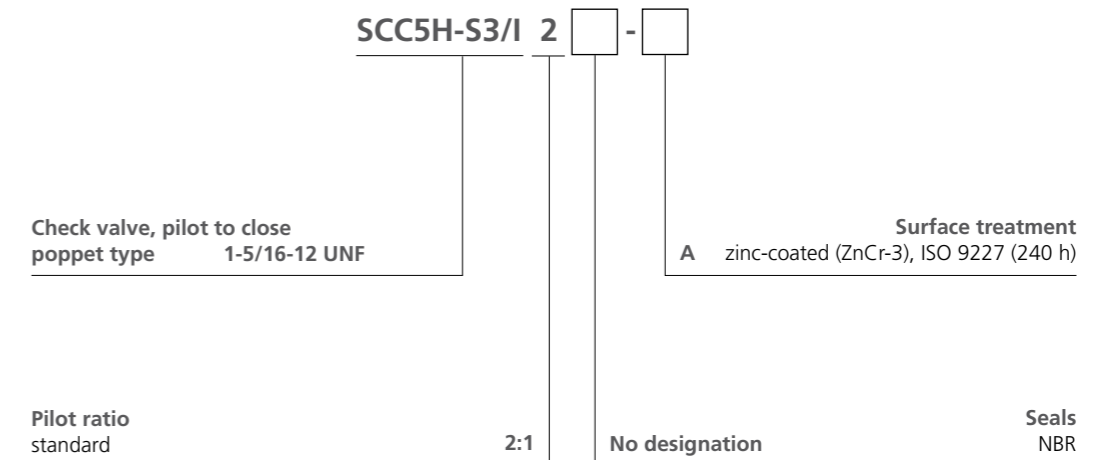 SCC5H-S3/I 2 -
Check valve, pilot to close
poppet type 1-5/16-12 UNF
Surface treatment
A zinc-coated (ZnCr-3), ISO 9227 (240 h)
Pilot ratio
standard 2:1
Seals
No designation NBR